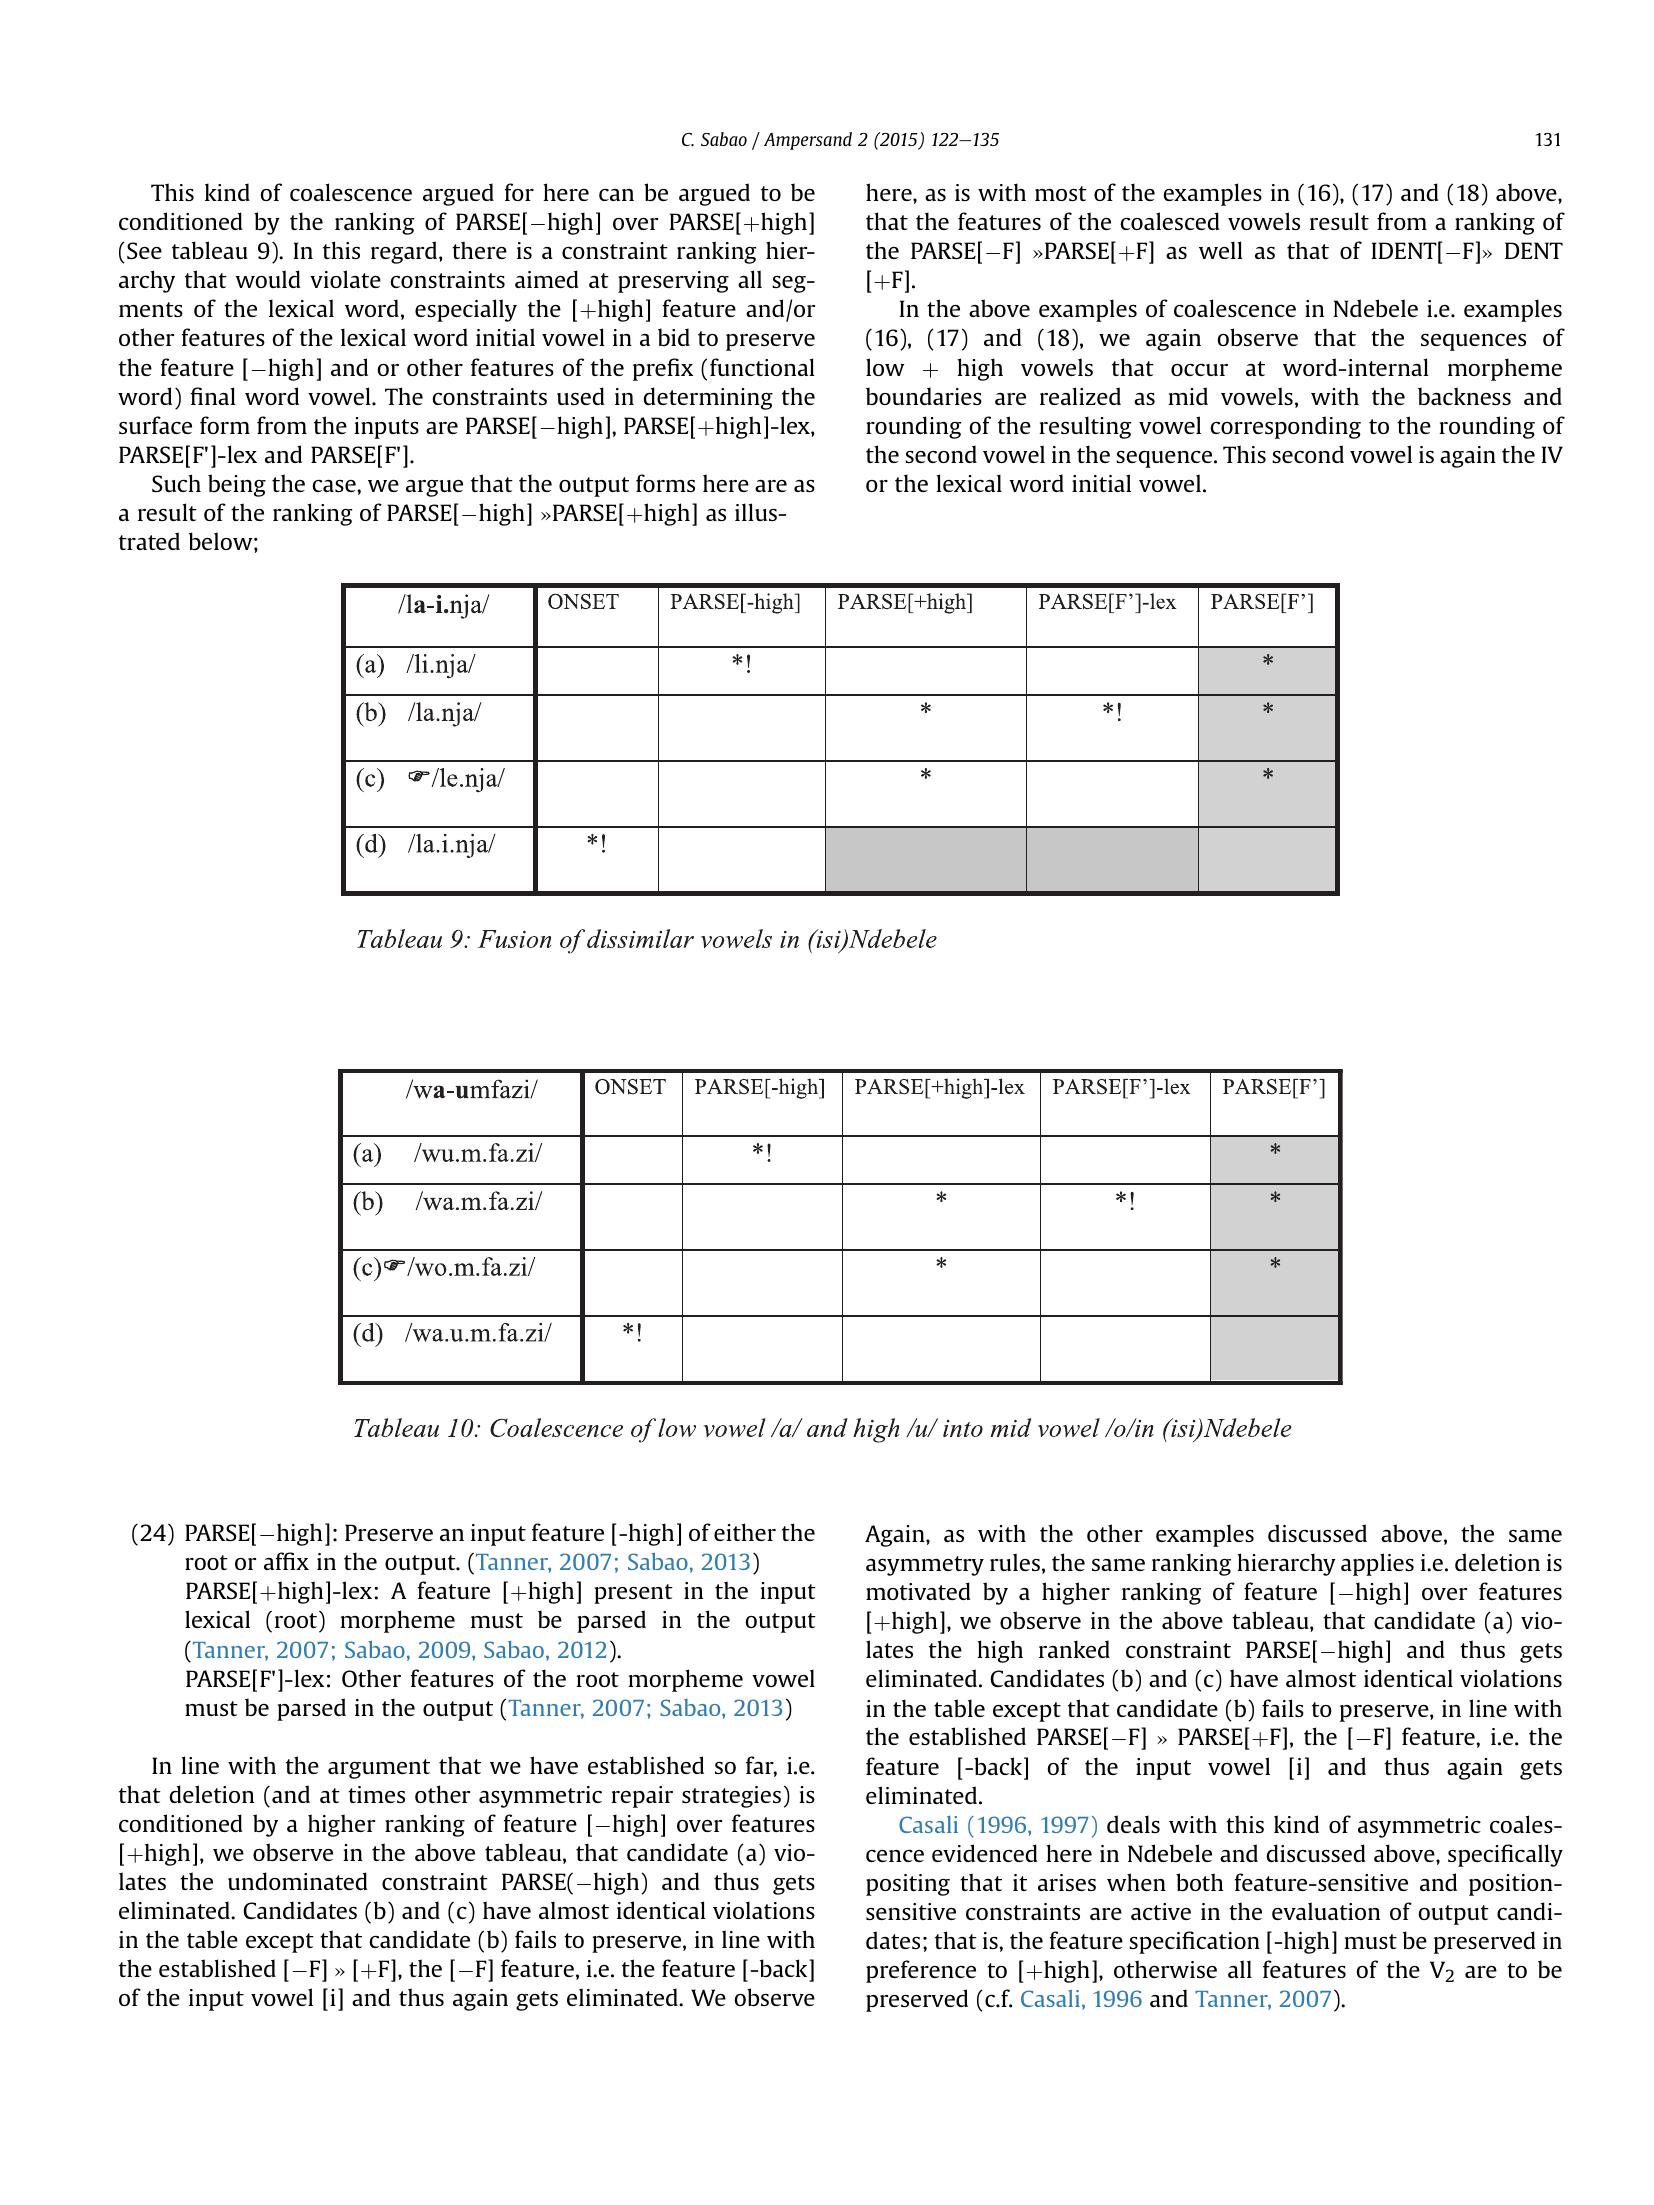 C. Sabao / Ampersand 2 (2015) 122–135
131
This kind of coalescence argued for here can be argued to be
conditioned by the ranking of PARSE[−high] over PARSE[+high]
(See tableau 9). In this regard, there is a constraint ranking hier-
archy that would violate constraints aimed at preserving all seg-
ments of the lexical word, especially the [+high] feature and/or
other features of the lexical word initial vowel in a bid to preserve
the feature [−high] and or other features of the prefix (functional
word) final word vowel. The constraints used in determining the
surface form from the inputs are PARSE[−high], PARSE[+high]-lex,
PARSE[F']-lex and PARSE[F'].
Such being the case, we argue that the output forms here are as
a result of the ranking of PARSE[−high] »PARSE[+high] as illus-
trated below;
here, as is with most of the examples in (16), (17) and (18) above,
that the features of the coalesced vowels result from a ranking of
the PARSE[−F] »PARSE[+F] as well as that of IDENT[−F]» DENT
[+F].
In the above examples of coalescence in Ndebele i.e. examples
(16), (17) and (18), we again observe that the sequences of
low + high vowels that occur at word-internal morpheme
boundaries are realized as mid vowels, with the backness and
rounding of the resulting vowel corresponding to the rounding of
the second vowel in the sequence. This second vowel is again the IV
or the lexical word initial vowel.
/la-i.nja/ ONSET PARSE[-high] PARSE[+high] PARSE[F’]-lex PARSE[F’]
(a) /li.nja/ *! *
(b) /la.nja/ * *! *
(c) ☞/le.nja/ * *
(d) /la.i.nja/ *!
Tableau 9: Fusion of dissimilar vowels in (isi)Ndebele
/wa-umfazi/ ONSET PARSE[-high] PARSE[+high]-lex PARSE[F’]-lex PARSE[F’]
(a) /wu.m.fa.zi/ *! *
(b) /wa.m.fa.zi/ * *! *
(c)☞/wo.m.fa.zi/ * *
(d) /wa.u.m.fa.zi/ *!
Tableau 10: Coalescence of low vowel /a/ and high /u/ into mid vowel /o/in (isi)Ndebele
(24) PARSE[−high]: Preserve an input feature [-high] of either the
root or affix in the output. (Tanner, 2007; Sabao, 2013)
PARSE[+high]-lex: A feature [+high] present in the input
lexical (root) morpheme must be parsed in the output
(Tanner, 2007; Sabao, 2009, Sabao, 2012).
PARSE[F']-lex: Other features of the root morpheme vowel
must be parsed in the output (Tanner, 2007; Sabao, 2013)
In line with the argument that we have established so far, i.e.
that deletion (and at times other asymmetric repair strategies) is
conditioned by a higher ranking of feature [−high] over features
[+high], we observe in the above tableau, that candidate (a) vio-
lates the undominated constraint PARSE(−high) and thus gets
eliminated. Candidates (b) and (c) have almost identical violations
in the table except that candidate (b) fails to preserve, in line with
the established [−F] » [+F], the [−F] feature, i.e. the feature [-back]
of the input vowel [i] and thus again gets eliminated. We observe
Again, as with the other examples discussed above, the same
asymmetry rules, the same ranking hierarchy applies i.e. deletion is
motivated by a higher ranking of feature [−high] over features
[+high], we observe in the above tableau, that candidate (a) vio-
lates the high ranked constraint PARSE[−high] and thus gets
eliminated. Candidates (b) and (c) have almost identical violations
in the table except that candidate (b) fails to preserve, in line with
the established PARSE[−F] » PARSE[+F], the [−F] feature, i.e. the
feature [-back] of the input vowel [i] and thus again gets
eliminated.
Casali (1996, 1997) deals with this kind of asymmetric coales-
cence evidenced here in Ndebele and discussed above, specifically
positing that it arises when both feature-sensitive and position-
sensitive constraints are active in the evaluation of output candi-
dates; that is, the feature specification [-high] must be preserved in
preference to [+high], otherwise all features of the V2 are to be
preserved (c.f. Casali, 1996 and Tanner, 2007).